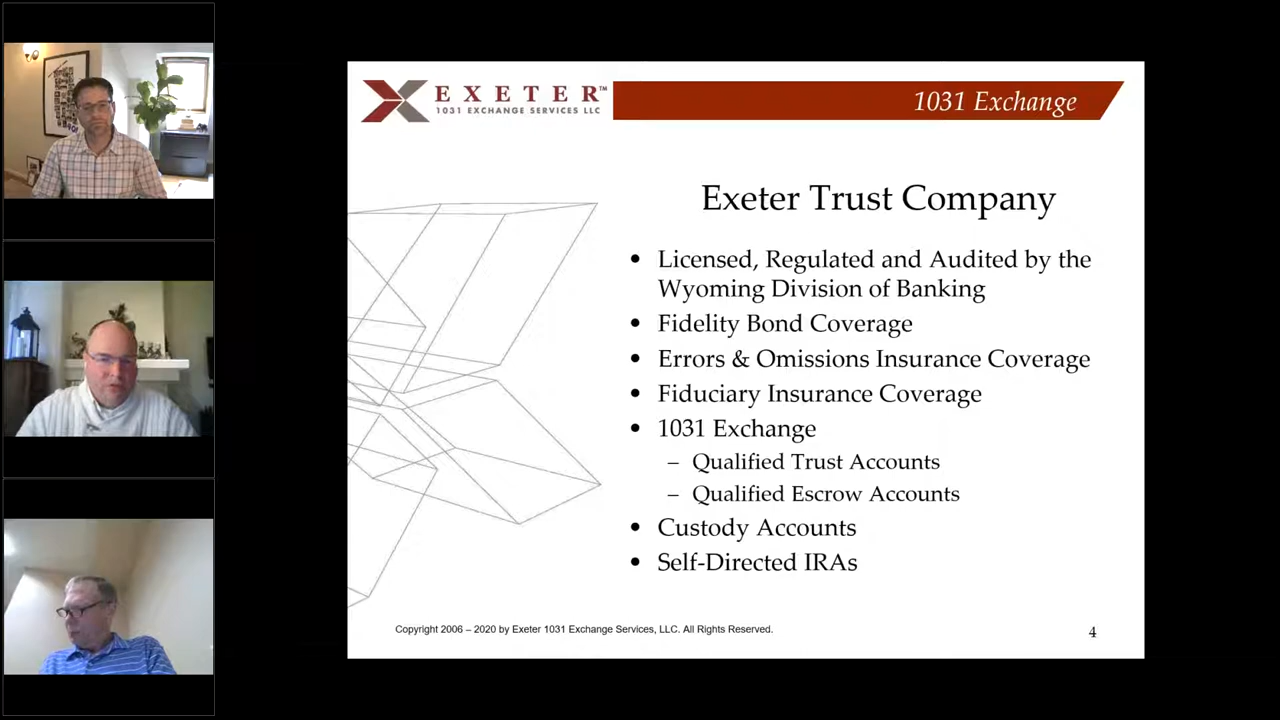 EXETER™
1031 EXCHANGE SERVICES LLC
1031 Exchange
Exeter Trust Company
• Licensed, Regulated and Audited by the
Wyoming Division of Banking
• Fidelity Bond Coverage
• Errors & Omissions Insurance Coverage
• Fiduciary Insurance Coverage
• 1031 Exchange
– Qualified Trust Accounts
– Qualified Escrow Accounts
• Custody Accounts
• Self-Directed IRAs
Copyright 2006 – 2020 by Exeter 1031 Exchange Services, LLC. All Rights Reserved.
4